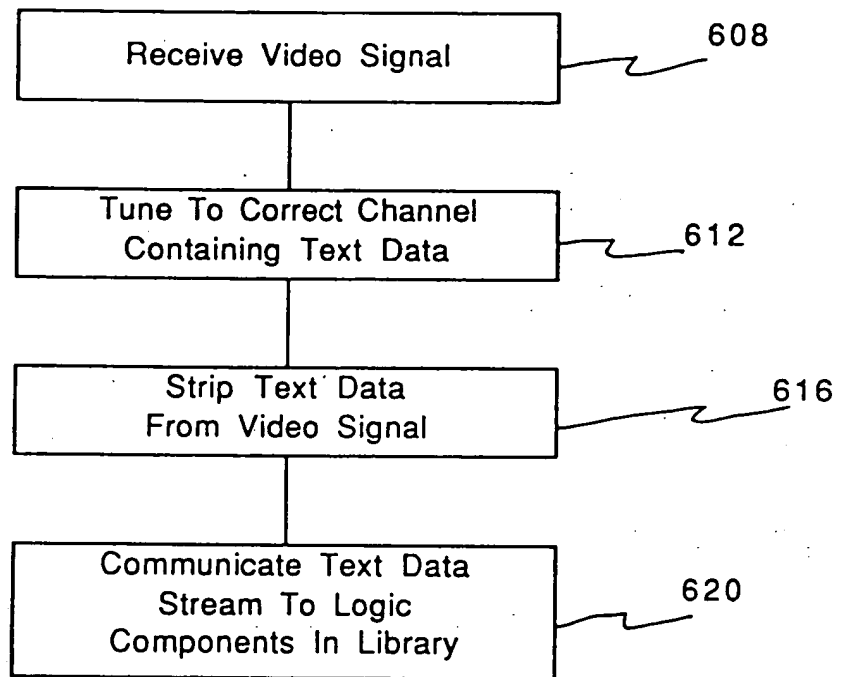 Receive Video Signal
608
Tune To Correct Channel
Containing Text Data
612
Strip Text Data
From Video Signal
616
Communicate Text Data
Stream To Logic
Components In Library
620